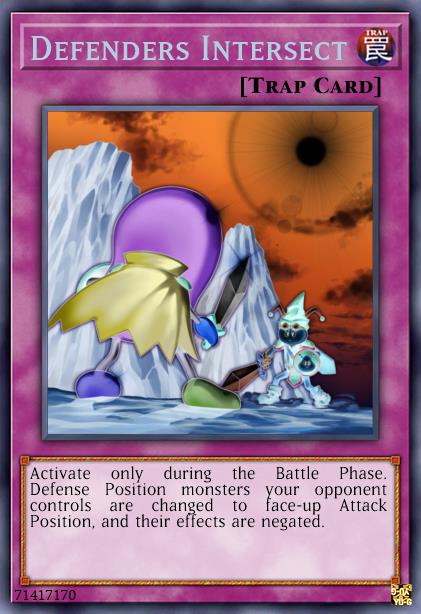 Defenders Intersect
TRAP
罠
[Trap Card]
Activate only during the Battle Phase.
Defense Position monsters your opponent
controls are changed to face-up Attack
Position, and their effects are negated.
71417170